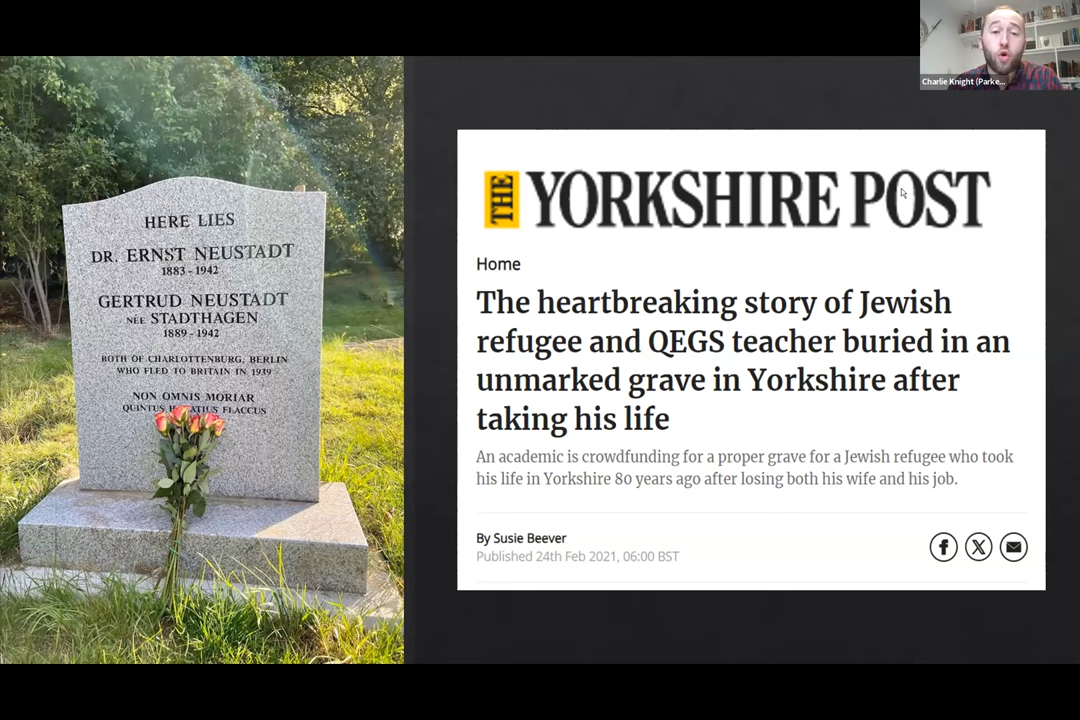 Charlie Knight (Parke...
HERE LIES
DR. ERNST NEUSTADT
1883 - 1942
GERTRUD NEUSTADT
NÉE STADTHAGEN
1889 - 1942
BOTH OF CHARLOTTENBURG, BERLIN
WHO FLED TO BRITAIN IN 1939
NON OMNIS MORIAR
QUINTUS FLACCUS
THE YORKSHIRE POST
Home
The heartbreaking story of Jewish
refugee and QEGS teacher buried in an
unmarked grave in Yorkshire after
taking his life
An academic is crowdfunding for a proper grave for a Jewish refugee who took
his life in Yorkshire 80 years ago after losing both his wife and his job.
By Susie Beever
Published 24th Feb 2021, 06:00 BST